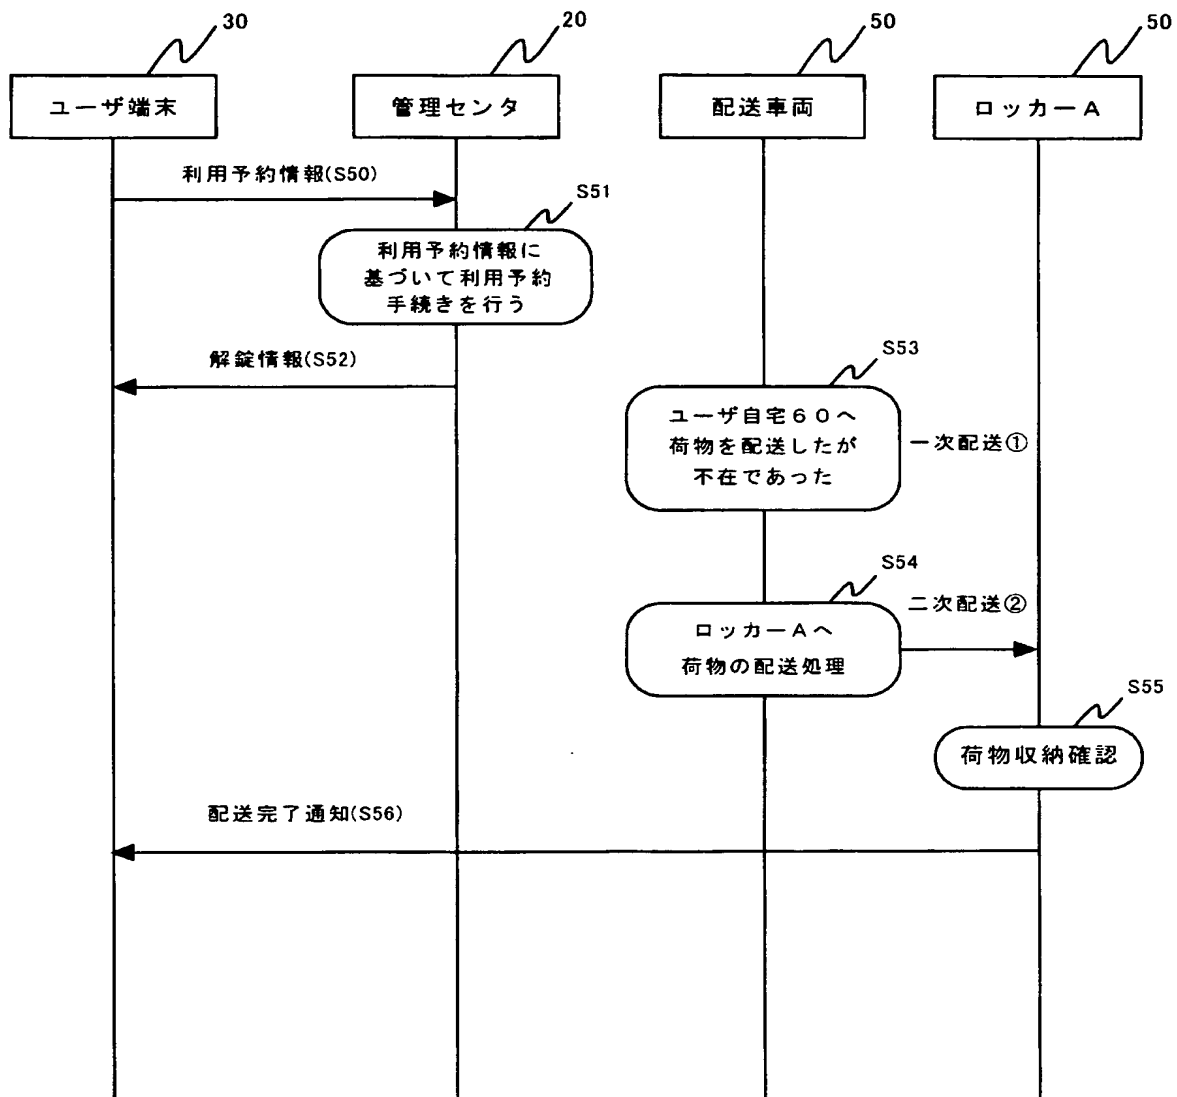 30
20
50
50
ユーザ端末
管理センタ
配送車両
ロッカーA
利用予約情報(S50)
S51
利用予約情報に
基づいて利用予約
手続きを行う
解錠情報(S52)
S53
ユーザ自宅60へ
荷物を配送したが
不在であった
一次配送①
S54
二次配送②
ロッカーAへ
荷物の配送処理
S55
荷物収納確認
配送完了通知(S56)